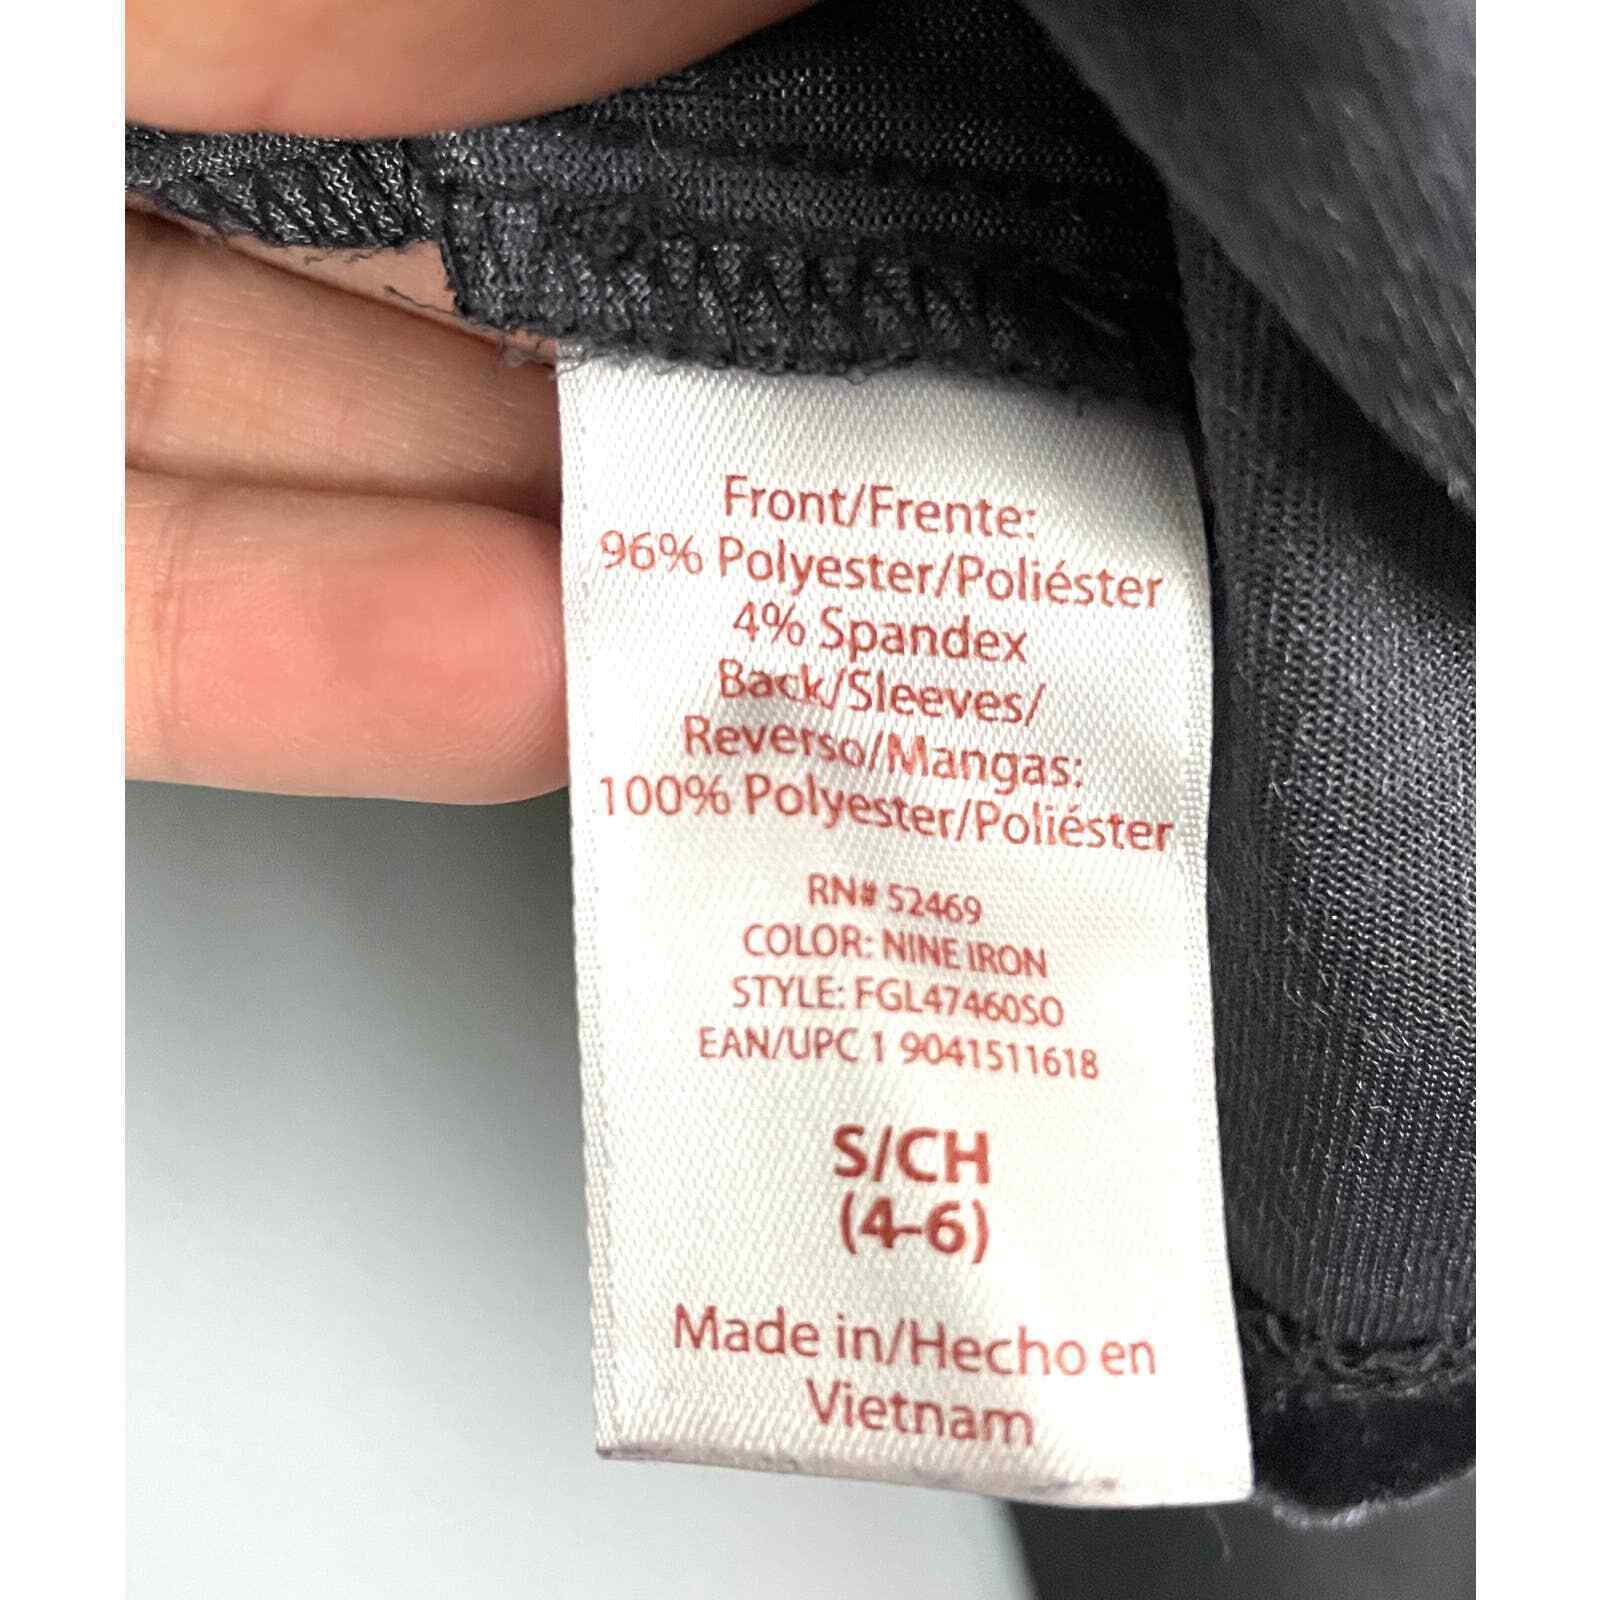 Front/Frente:
96% Polyester/Poliéster
4% Spandex
Back/Sleeves/
Reverso/Mangas:
100% Polyester/Poliéster
RN# 52469
COLOR: NINE IRON
STYLE: FGL47460SO
EAN/UPC 1 9041511618
S/CH
(4-6)
Made in/Hecho en
Vietnam